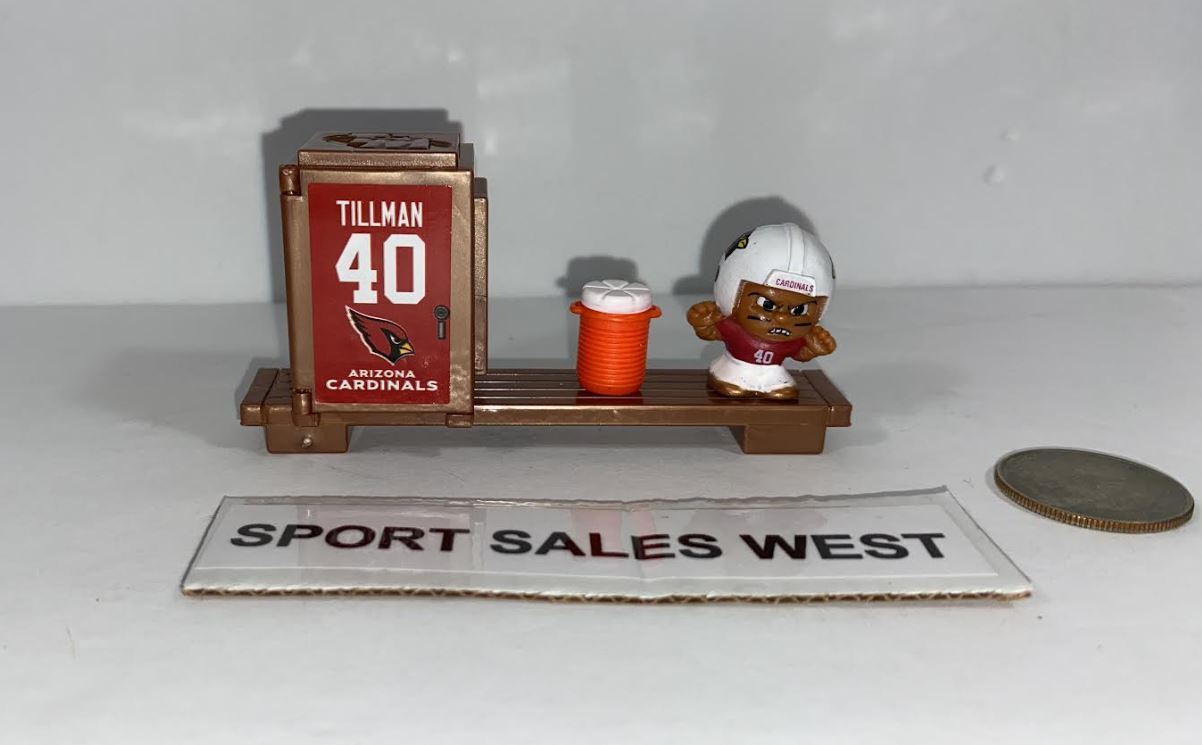 TILLMAN
40
ARIZONA
CARDINALS
CARDINALS
40
SPORT SALES WEST